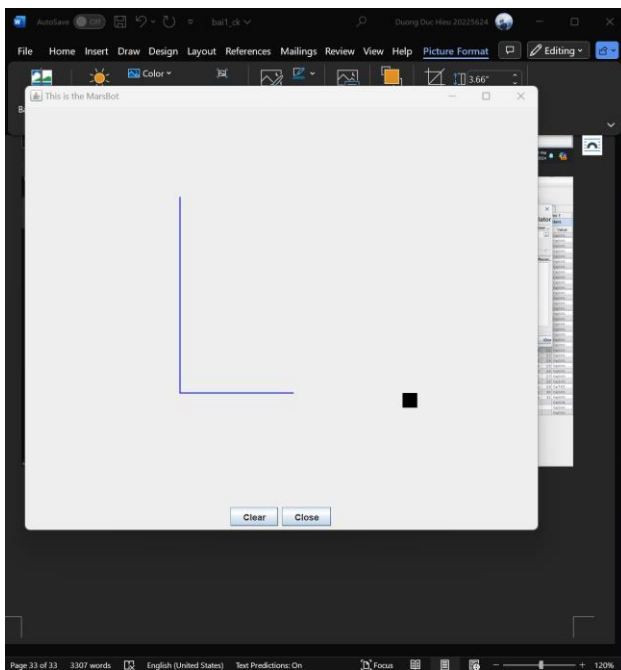 AutoSave Off bai1_ck Duong Duc Hieu 20225624
File Home Insert Draw Design Layout References Mailings Review View Help Picture Format Editing
Color 3.66"
This is the MarsBot
Clear Close
Page 33 of 33 3307 words English (United States) Text Predictions: On Focus 120%